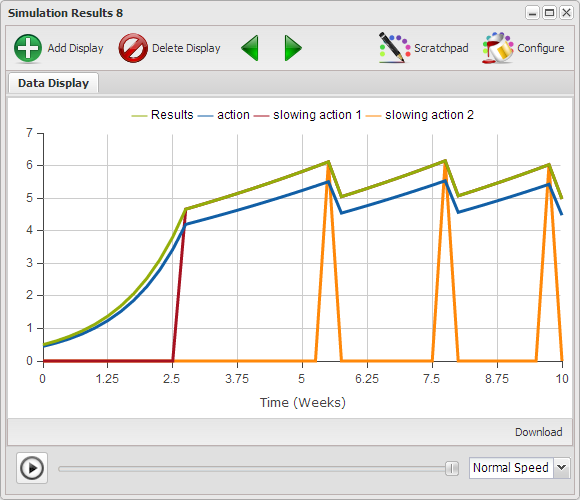 Simulation Results 8
Add Display Delete Display Scratchpad Configure
Data Display
Results action slowing action 1 slowing action 2
7
6
5
4
3
2
1
0
0 1.25 2.5 3.75 5 6.25 7.5 8.75 10
Time (Weeks)
Download
Normal Speed